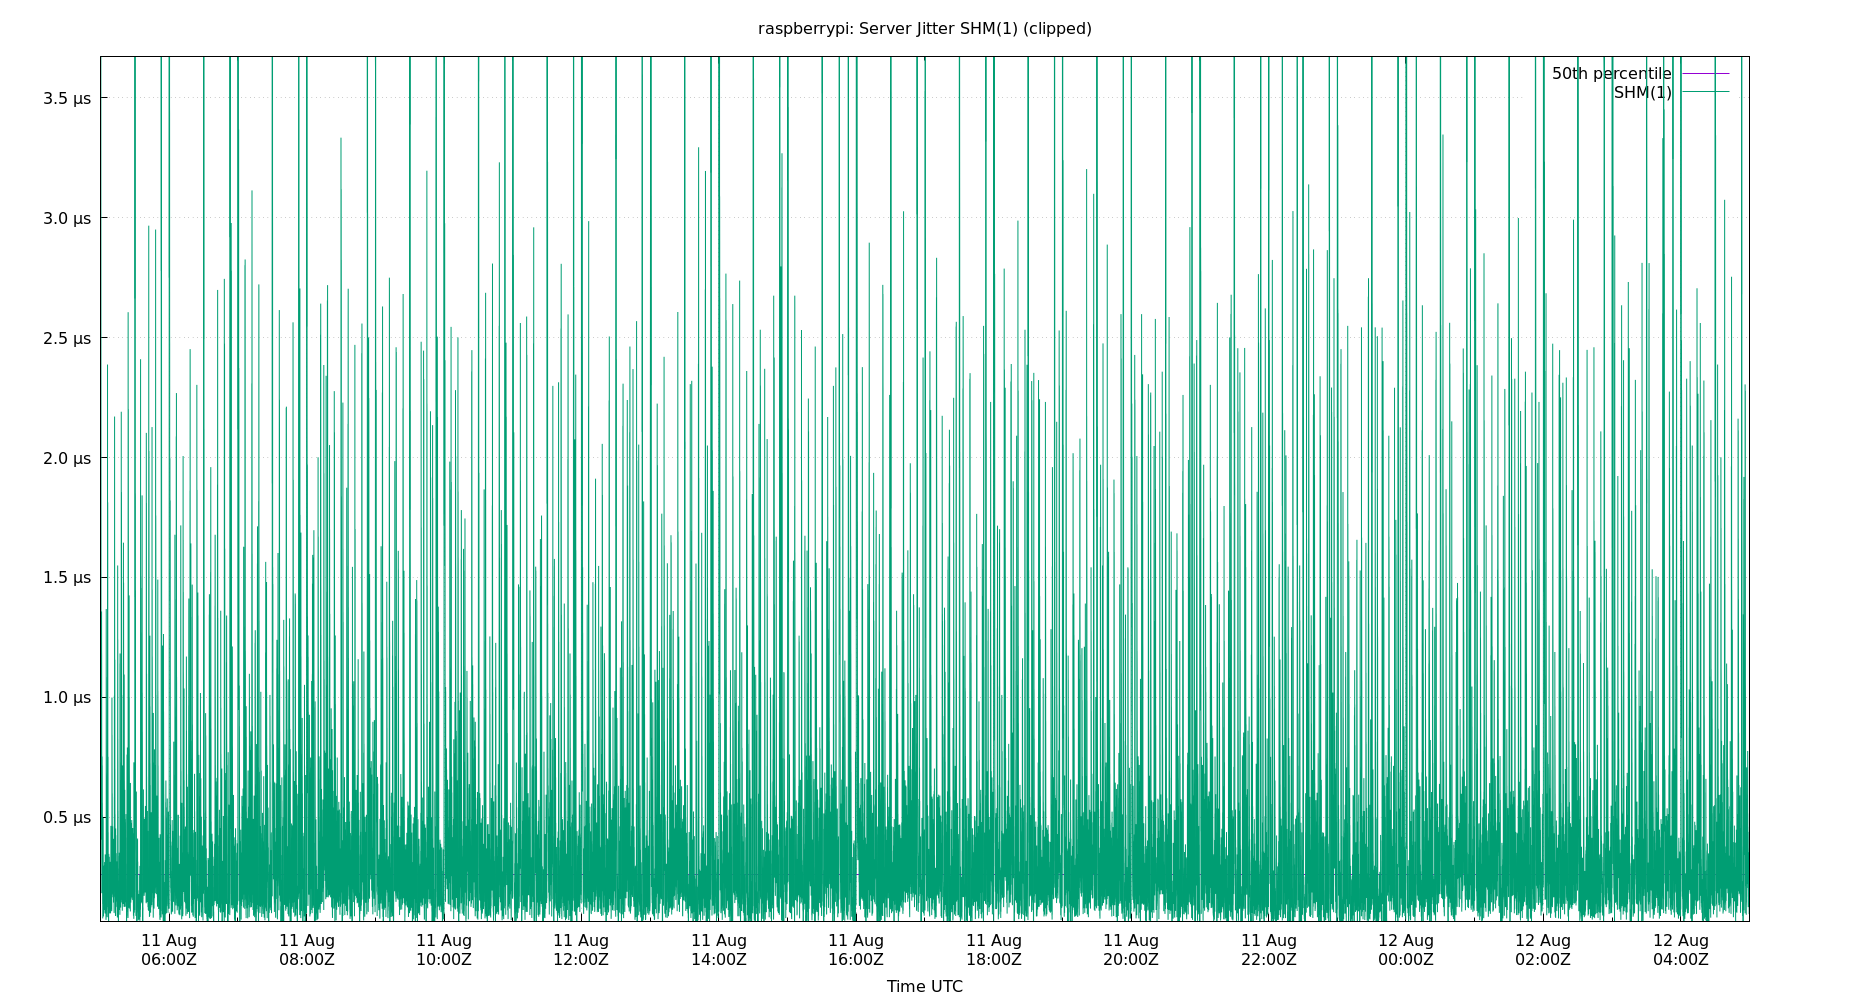 raspberrypi: Server Jitter SHM(1) (clipped)
50th percentile
SHM(1)
3.5 µs
3.0 µs
2.5 µs
2.0 µs
1.5 µs
1.0 µs
0.5 µs
11 Aug 11 Aug 11 Aug 11 Aug 11 Aug 11 Aug 11 Aug 11 Aug 11 Aug 12 Aug 12 Aug 12 Aug
06:00Z 08:00Z 10:00Z 12:00Z 14:00Z 16:00Z 18:00Z 20:00Z 22:00Z 00:00Z 02:00Z 04:00Z
Time UTC